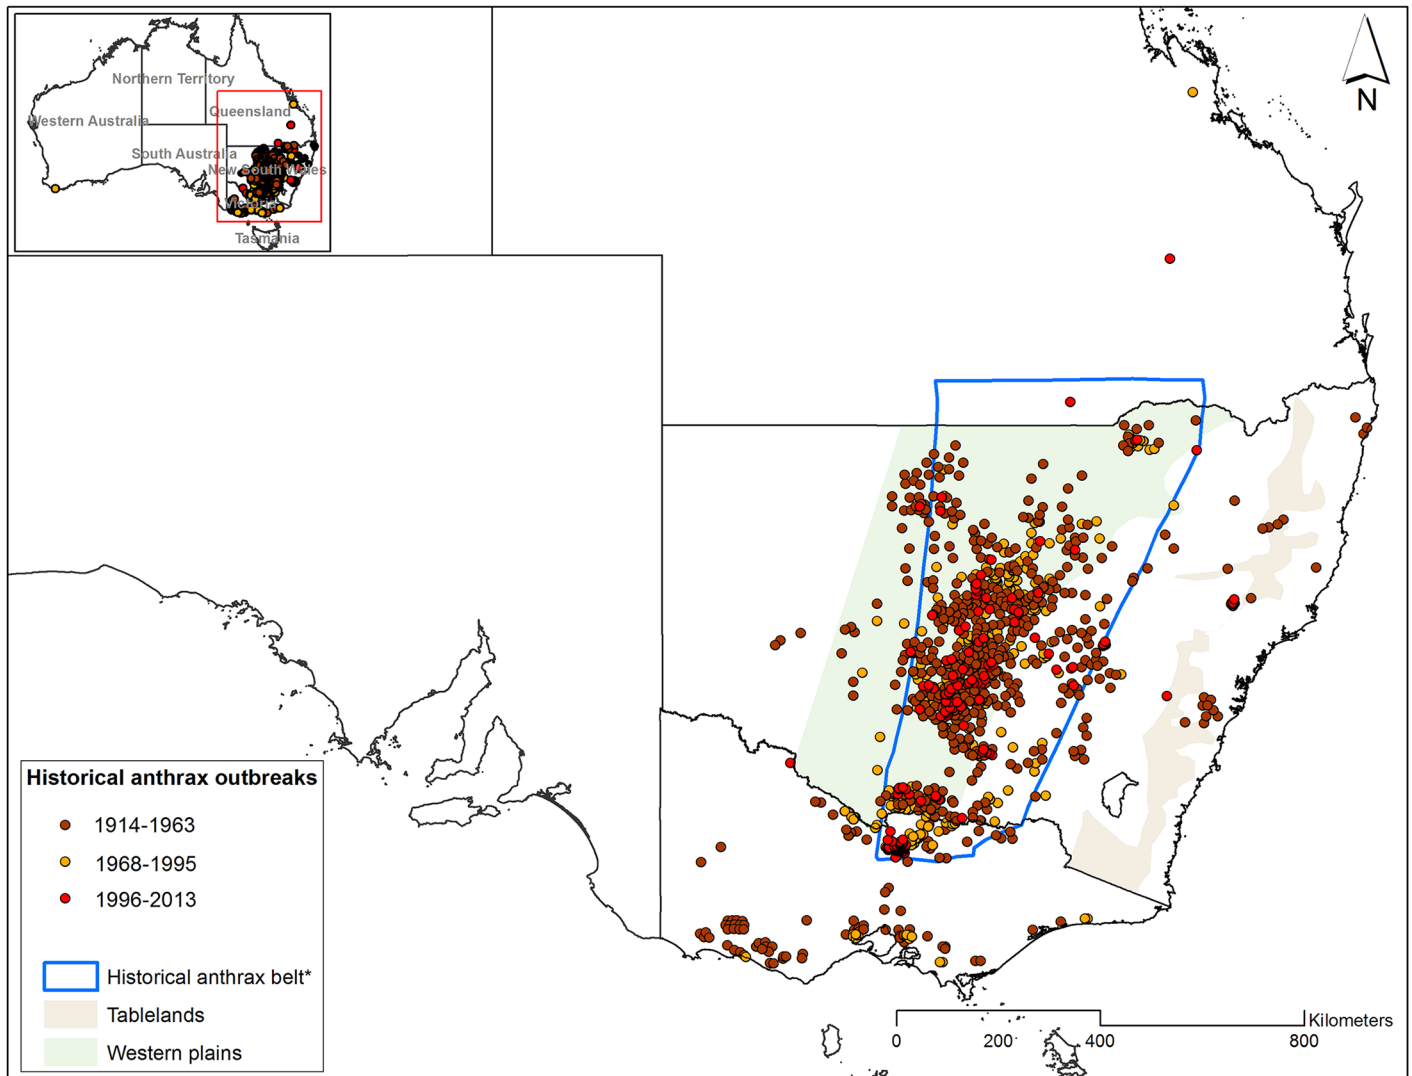 Northern Territory
Queensland
Western Australia
South Australia
New South Wales
Victoria
Tasmania
N
Historical anthrax outbreaks
1914-1963
1968-1995
1996-2013
Historical anthrax belt*
Tablelands
Western plains
Kilometers
0 200 400 800